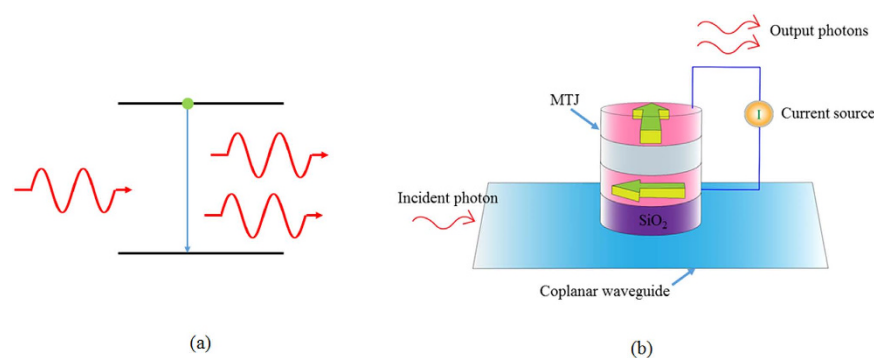 Output photons
MTJ
I
Current source
Incident photon
SiO₂
Coplanar waveguide
(a)
(b)